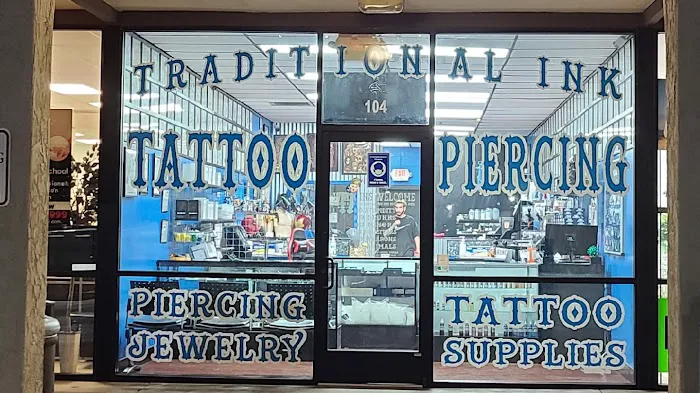 TRADITIONAL INK
104
TATTOO PIERCING
EXIT
WELCOME
PIERCING
JEWELRY
TATTOO
SUPPLIES